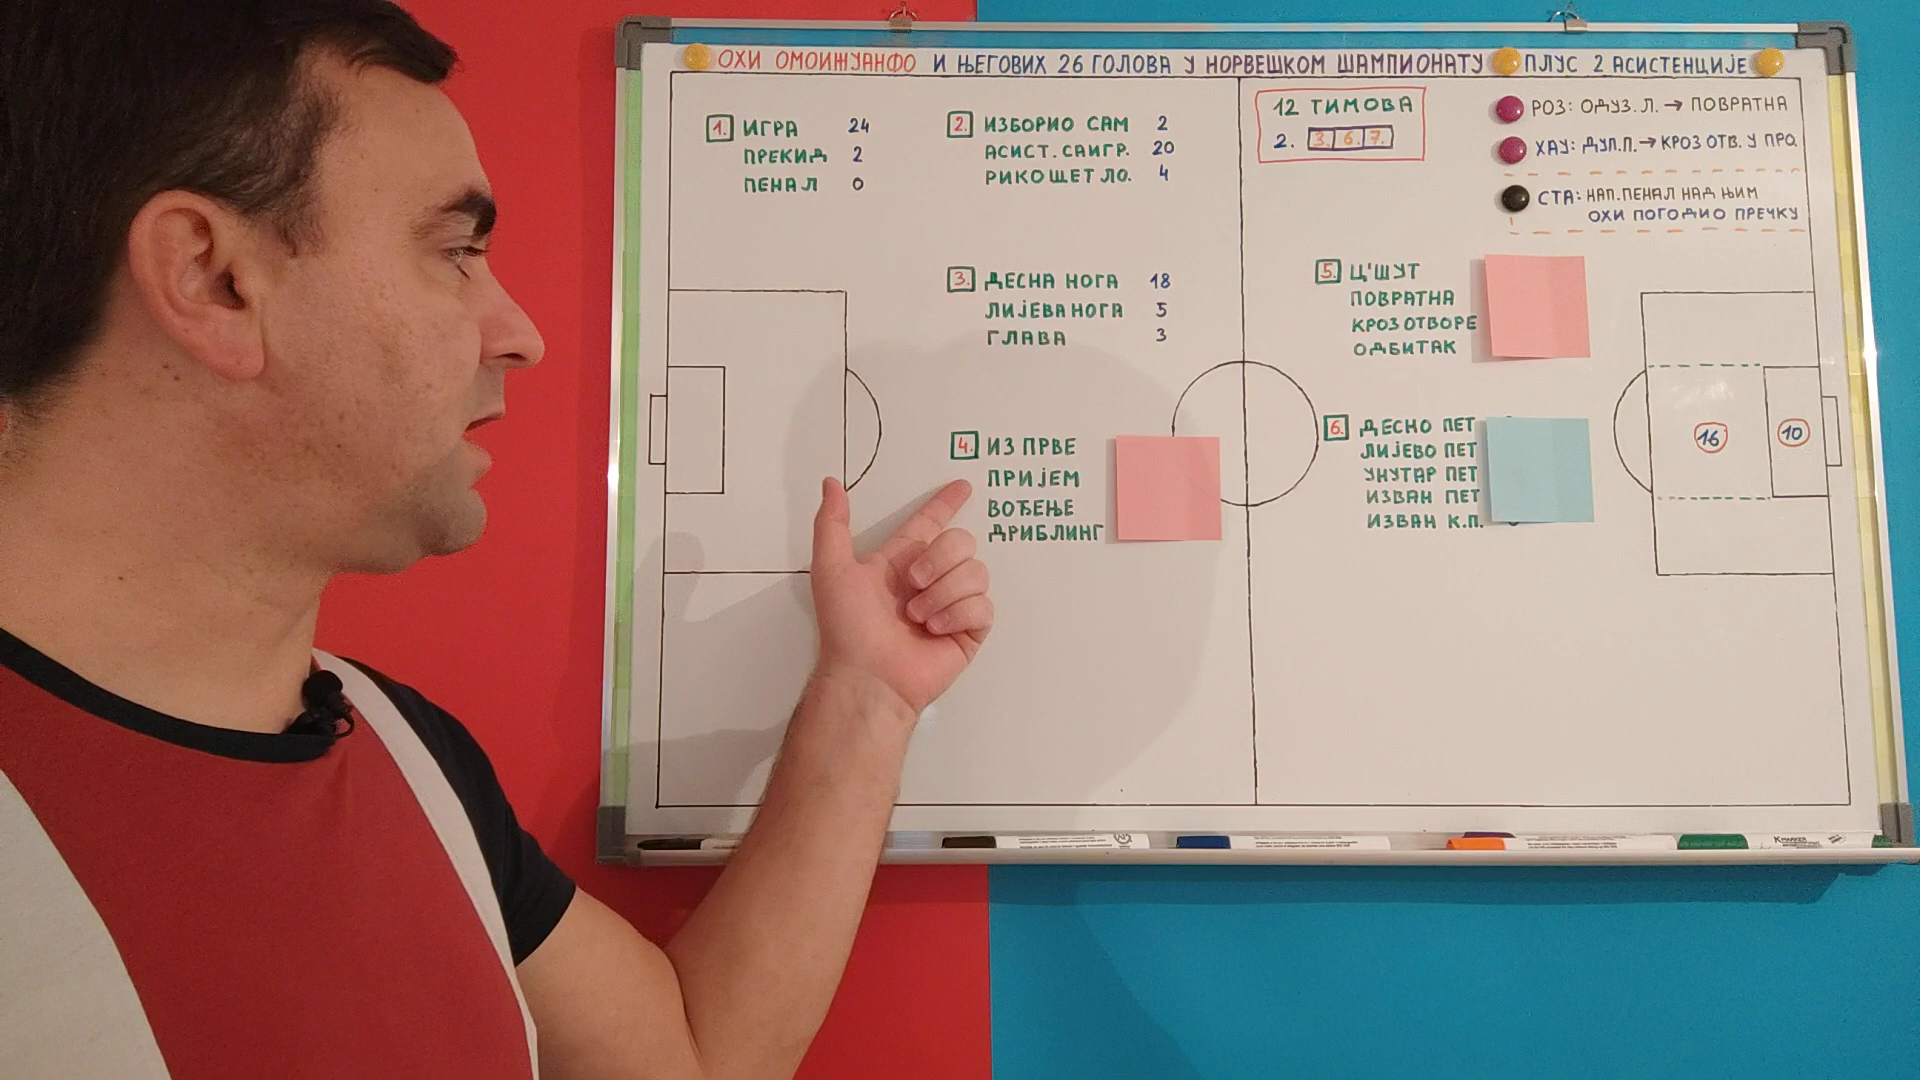 ОХИ ОМОИЖУАНФО И ЊЕГОВИХ 26 ГОЛОВА У НОРВЕШКОМ ШАМПИОНАТУ ПЛУС 2 АСИСТЕНЦИЈЕ
1. ИГРА 24
ПРЕКИД 2
ПЕНАЛ 0
2. ИЗБОРИО САМ 2
АСИСТ. САИГР. 20
РИКОШЕТ ЛО. 4
12 ТИМОВА
2. 3. 6. 7.
РОЗ: ОДУЗ. Л. → ПОВРАТНА
ХАУ: ДУП.П. → КРОЗ ОТВ. У ПРО.
СТА: НАП. ПЕНАЛ НАД ЊИМ
ОХИ ПОГОДИО ПРЕЧКУ
3. ДЕСНА НОГА 18
ЛИЈЕВА НОГА 5
ГЛАВА 3
4. ИЗ ПРВЕ
ПРИЈЕМ
ВОЂЕЊЕ
ДРИБЛИНГ
5. Ц'ШУТ
ПОВРАТНА
КРОЗ ОТВОРЕ
ОДБИТАК
6. ДЕСНО ПЕТ
ЛИЈЕВО ПЕТ
УНУТАР ПЕТ
ИЗВАН ПЕТ
ИЗВАН К.П.
16 10